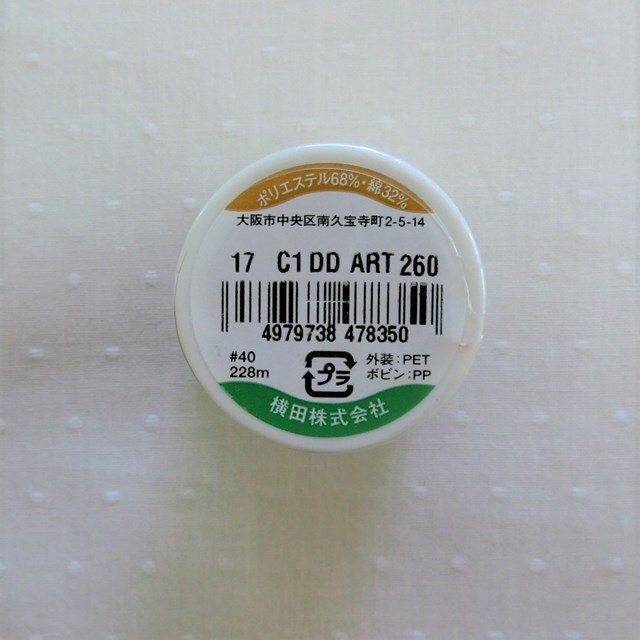 ポリエステル68%・綿32%
大阪市中央区南久宝寺町2-5-14
17 C1 DD ART 260
4979738 478350
#40
228m
プラ
外装:PET
ボビン:PP
横田株式会社